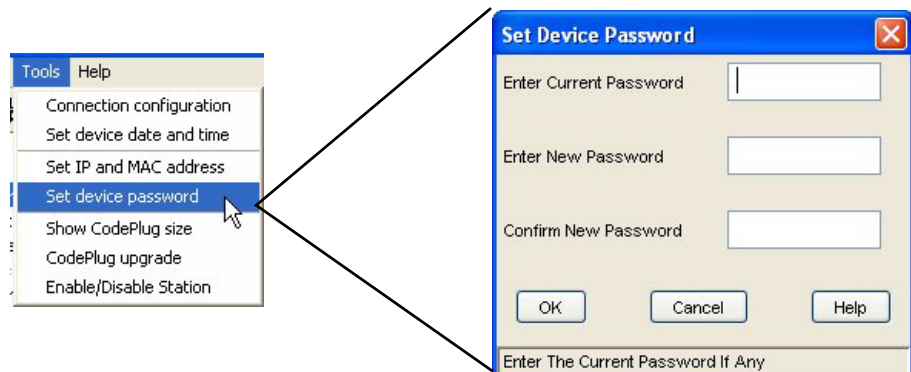 Tools Help
Connection configuration
Set device date and time
Set IP and MAC address
Set device password
Show CodePlug size
CodePlug upgrade
Enable/Disable Station
Set Device Password
Enter Current Password
Enter New Password
Confirm New Password
OK Cancel Help
Enter The Current Password If Any